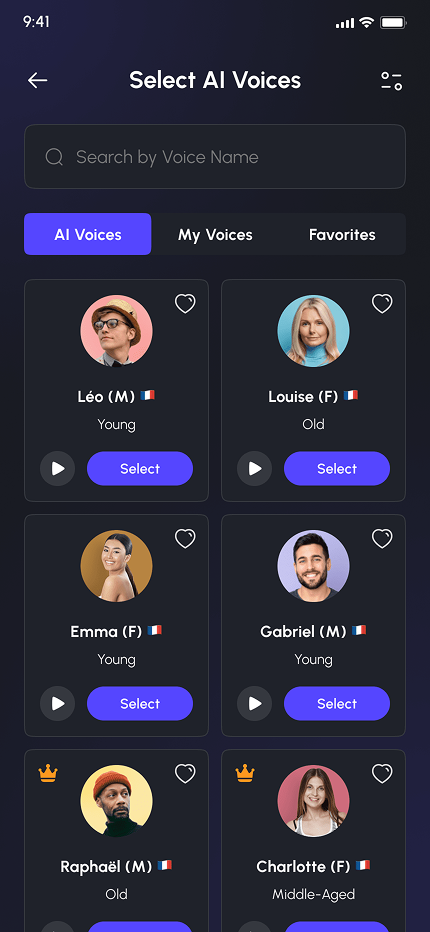 9:41
Select AI Voices
Search by Voice Name
AI Voices My Voices Favorites
Léo (M) 🇫🇷 Louise (F) 🇫🇷
Young Old
Select Select
Emma (F) 🇫🇷 Gabriel (M) 🇫🇷
Young Young
Select Select
Raphaël (M) 🇫🇷 Charlotte (F) 🇫🇷
Old Middle-Aged